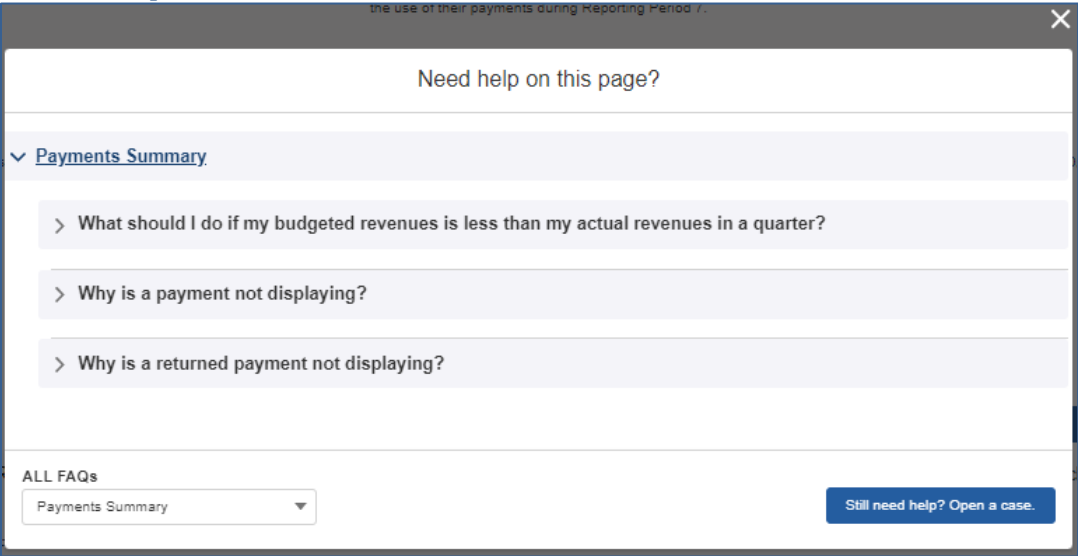 the use of their payments during Reporting Period 7.
Need help on this page?
Payments Summary
What should I do if my budgeted revenues is less than my actual revenues in a quarter?
Why is a payment not displaying?
Why is a returned payment not displaying?
ALL FAQs
Payments Summary
Still need help? Open a case.